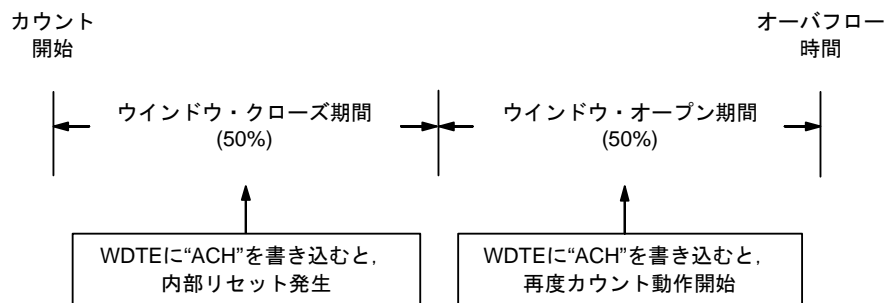 カウント
開始
オーバフロー
時間
ウインドウ・クローズ期間
(50%)
ウインドウ・オープン期間
(50%)
WDTEに“ACH”を書き込むと,
内部リセット発生
WDTEに“ACH”を書き込むと,
再度カウント動作開始